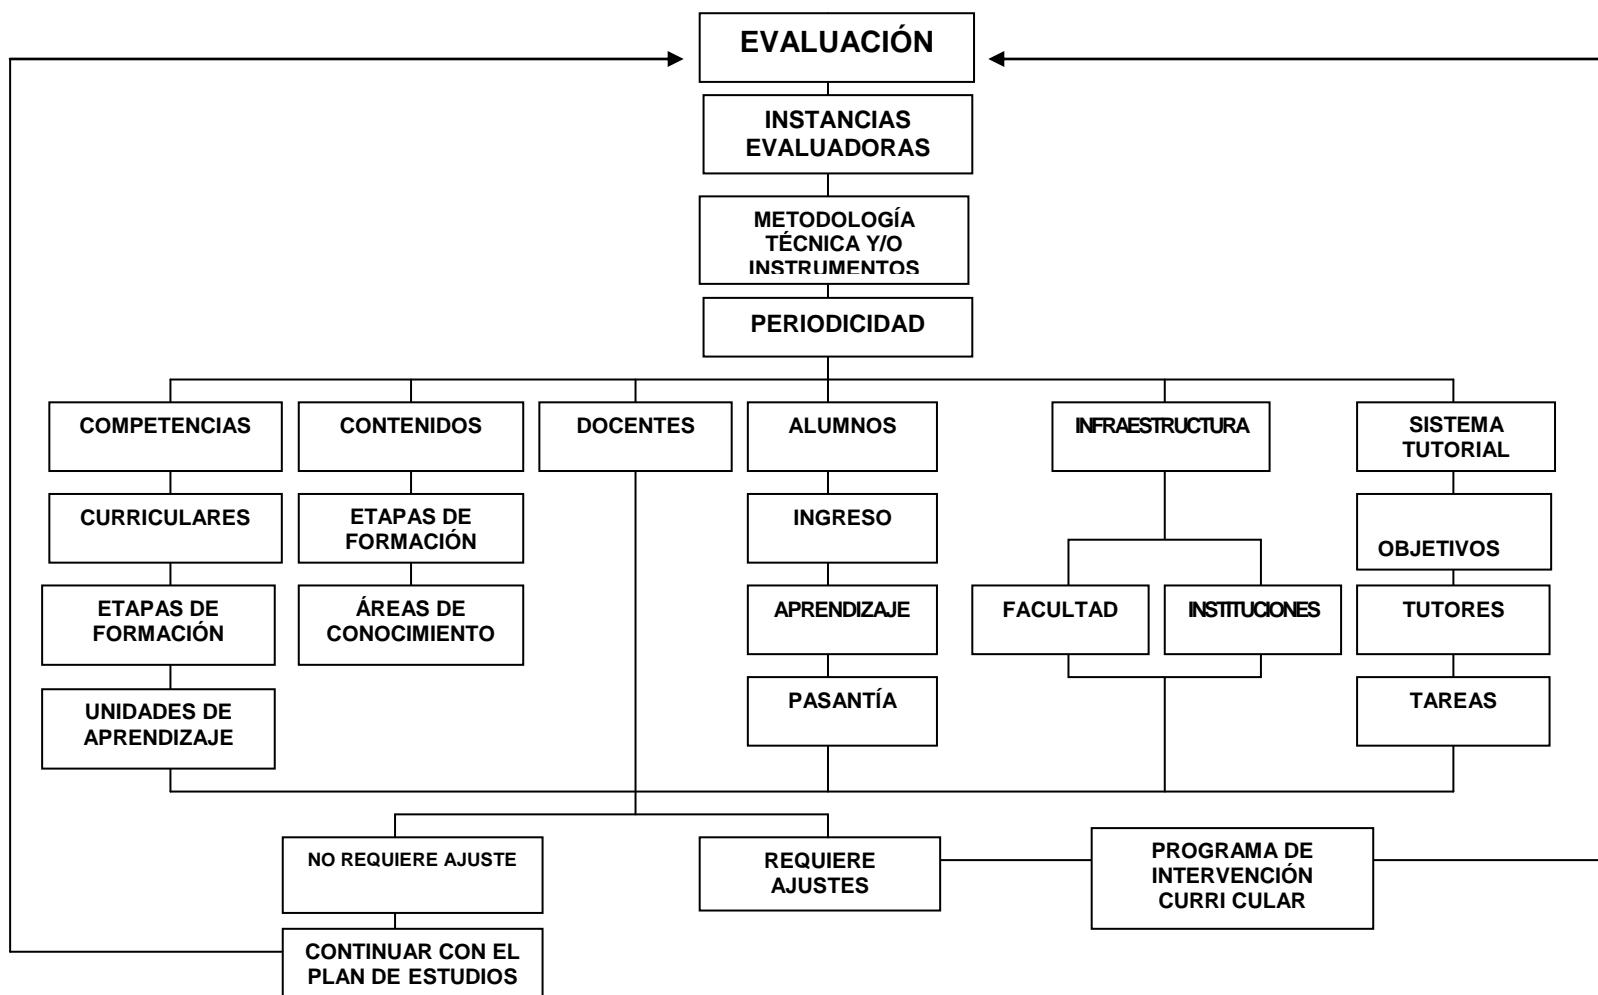 EVALUACIÓN
INSTANCIAS
EVALUADORAS
METODOLOGÍA
TÉCNICA Y/O
INSTRUMENTOS
PERIODICIDAD
COMPETENCIAS
CONTENIDOS
DOCENTES
ALUMNOS
INFRAESTRUCTURA
SISTEMA
TUTORIAL
CURRICULARES
ETAPAS DE
FORMACIÓN
INGRESO
OBJETIVOS
ETAPAS DE
FORMACIÓN
ÁREAS DE
CONOCIMIENTO
APRENDIZAJE
FACULTAD
INSTITUCIONES
TUTORES
UNIDADES DE
APRENDIZAJE
PASANTÍA
TAREAS
NO REQUIERE AJUSTE
REQUIERE
AJUSTES
PROGRAMA DE
INTERVENCIÓN
CURRI CULAR
CONTINUAR CON EL
PLAN DE ESTUDIOS